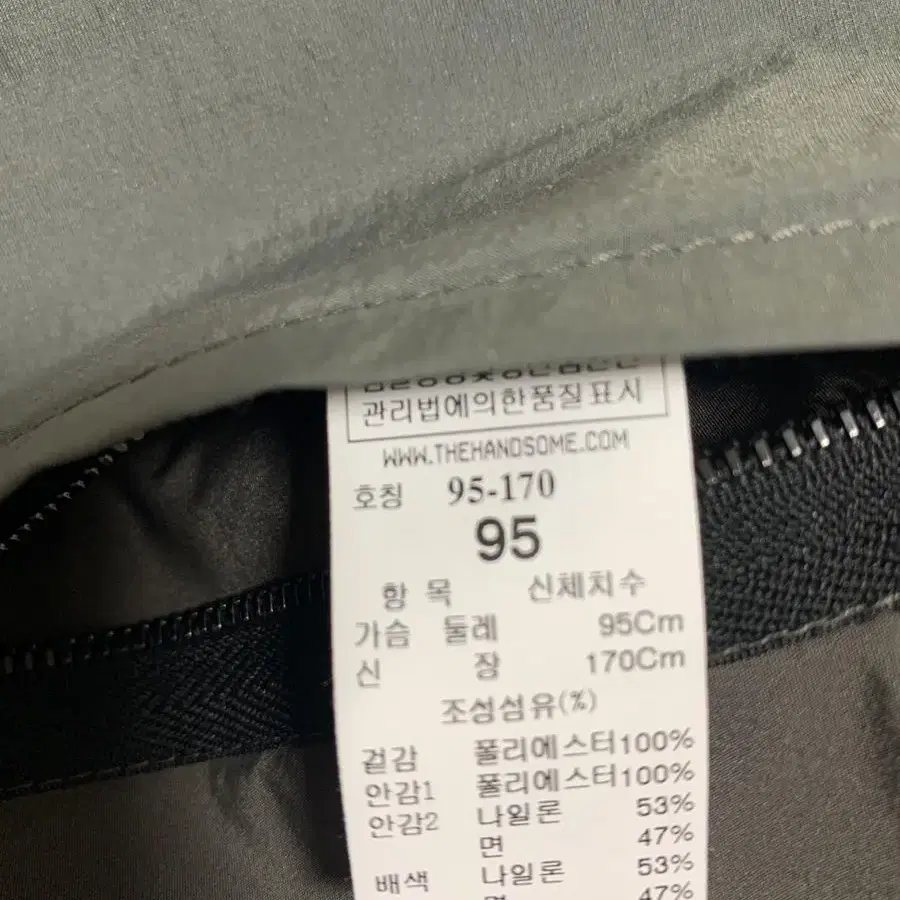 관리법에의한품질표시
WWW.THEHANDSOME.COM
호칭 95-170
95
항 목 신체치수
가슴 둘레 95Cm
신 장 170Cm
조성섬유(%)
겉감 폴리에스터100%
안감1 폴리에스터100%
안감2 나일론 53%
면 47%
배색 나일론 53%
47%